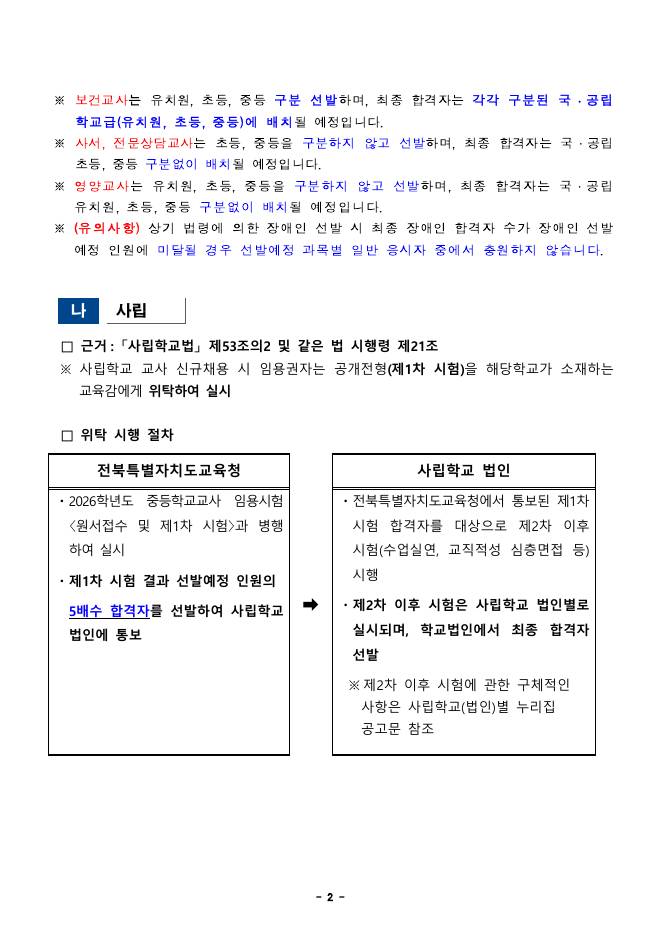 ※ 보건교사는 유치원, 초등, 중등 구분 선발하며, 최종 합격자는 각각 구분된 국·공립
학교급(유치원, 초등, 중등)에 배치될 예정입니다.
※ 사서, 전문상담교사는 초등, 중등을 구분하지 않고 선발하며, 최종 합격자는 국·공립
초등, 중등 구분없이 배치될 예정입니다.
※ 영양교사는 유치원, 초등, 중등을 구분하지 않고 선발하며, 최종 합격자는 국·공립
유치원, 초등, 중등 구분없이 배치될 예정입니다.
※ (유의사항) 상기 법령에 의한 장애인 선발 시 최종 장애인 합격자 수가 장애인 선발
예정 인원에 미달될 경우 선발예정 과목별 일반 응시자 중에서 충원하지 않습니다.
나 사립
□ 근거 : 「사립학교법」 제53조의2 및 같은 법 시행령 제21조
※ 사립학교 교사 신규채용 시 임용권자는 공개전형(제1차 시험)을 해당학교가 소재하는
교육감에게 위탁하여 실시
□ 위탁 시행 절차
전북특별자치도교육청
· 2026학년도 중등학교교사 임용시험
〈원서접수 및 제1차 시험〉과 병행
하여 실시
· 제1차 시험 결과 선발예정 인원의
5배수 합격자를 선발하여 사립학교
법인에 통보
➡
사립학교 법인
· 전북특별자치도교육청에서 통보된 제1차
시험 합격자를 대상으로 제2차 이후
시험(수업실연, 교직적성 심층면접 등)
시행
· 제2차 이후 시험은 사립학교 법인별로
실시되며, 학교법인에서 최종 합격자
선발
※ 제2차 이후 시험에 관한 구체적인
사항은 사립학교(법인)별 누리집
공고문 참조
- 2 -